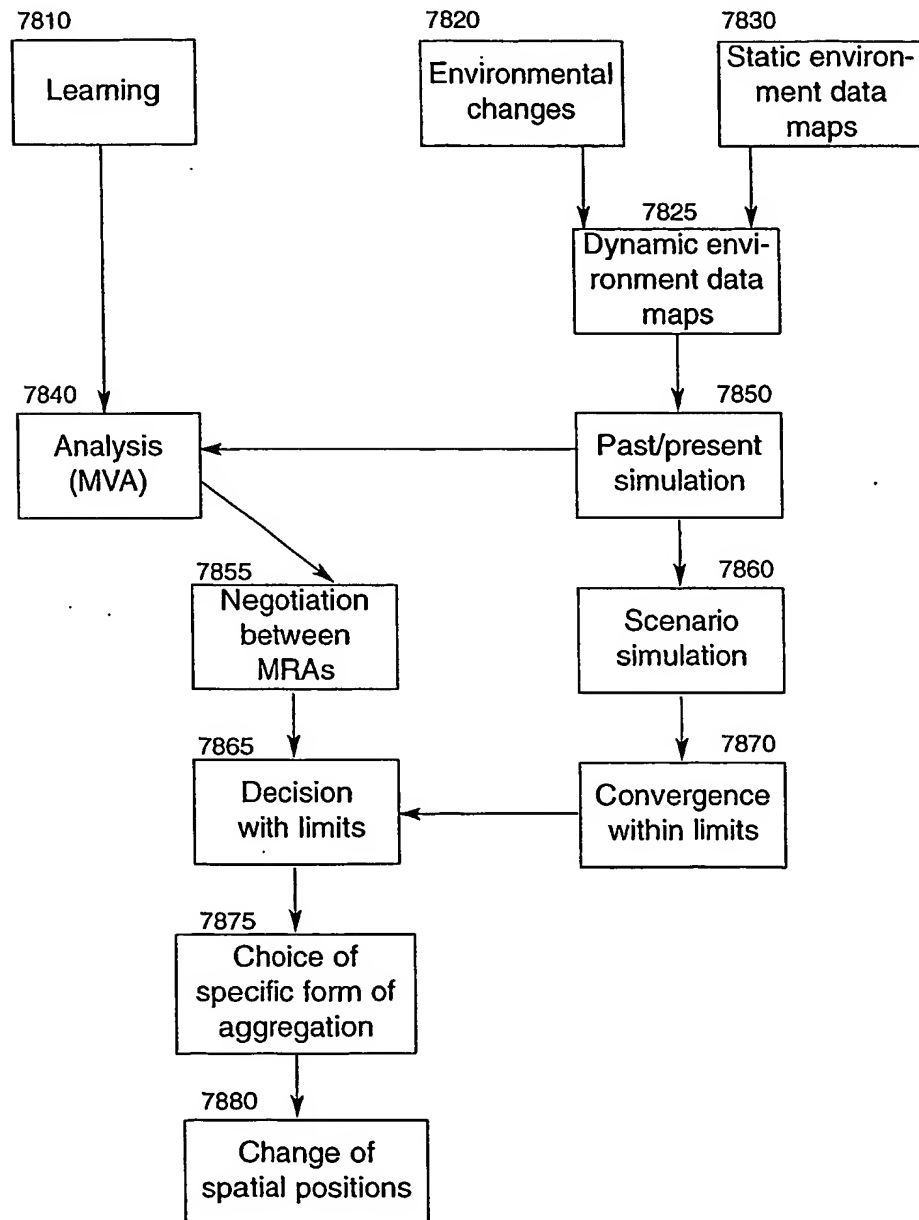 7810
Learning
7820
Environmental
changes
7830
Static environ-
ment data
maps
7825
Dynamic envi-
ronment data
maps
7840
Analysis
(MVA)
7850
Past/present
simulation
7855
Negotiation
between
MRAs
7860
Scenario
simulation
7865
Decision
with limits
7870
Convergence
within limits
7875
Choice of
specific form of
aggregation
7880
Change of
spatial positions